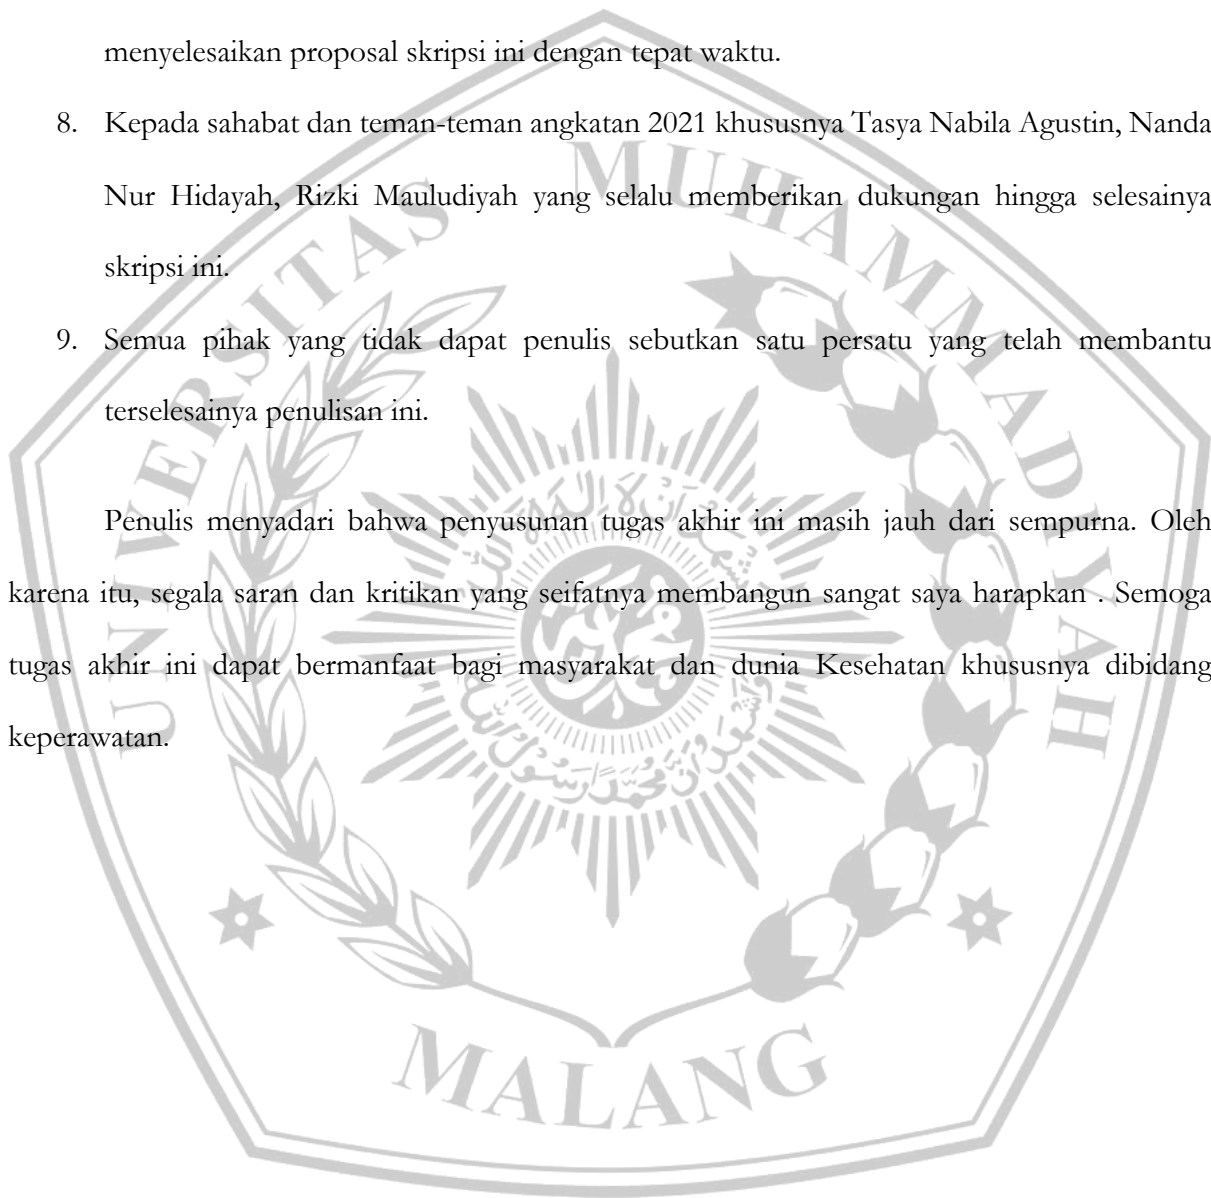 menyelesaikan proposal skripsi ini dengan tepat waktu.
8. Kepada sahabat dan teman-teman angkatan 2021 khususnya Tasya Nabila Agustin, Nanda
Nur Hidayah, Rizki Mauludiyah yang selalu memberikan dukungan hingga selesainya
skripsi ini.
9. Semua pihak yang tidak dapat penulis sebutkan satu persatu yang telah membantu
terselesainya penulisan ini.
Penulis menyadari bahwa penyusunan tugas akhir ini masih jauh dari sempurna. Oleh
karena itu, segala saran dan kritikan yang seifatnya membangun sangat saya harapkan . Semoga
tugas akhir ini dapat bermanfaat bagi masyarakat dan dunia Kesehatan khususnya dibidang
keperawatan.
UNIVERSITAS MUHAMMADIYAH
MALANG